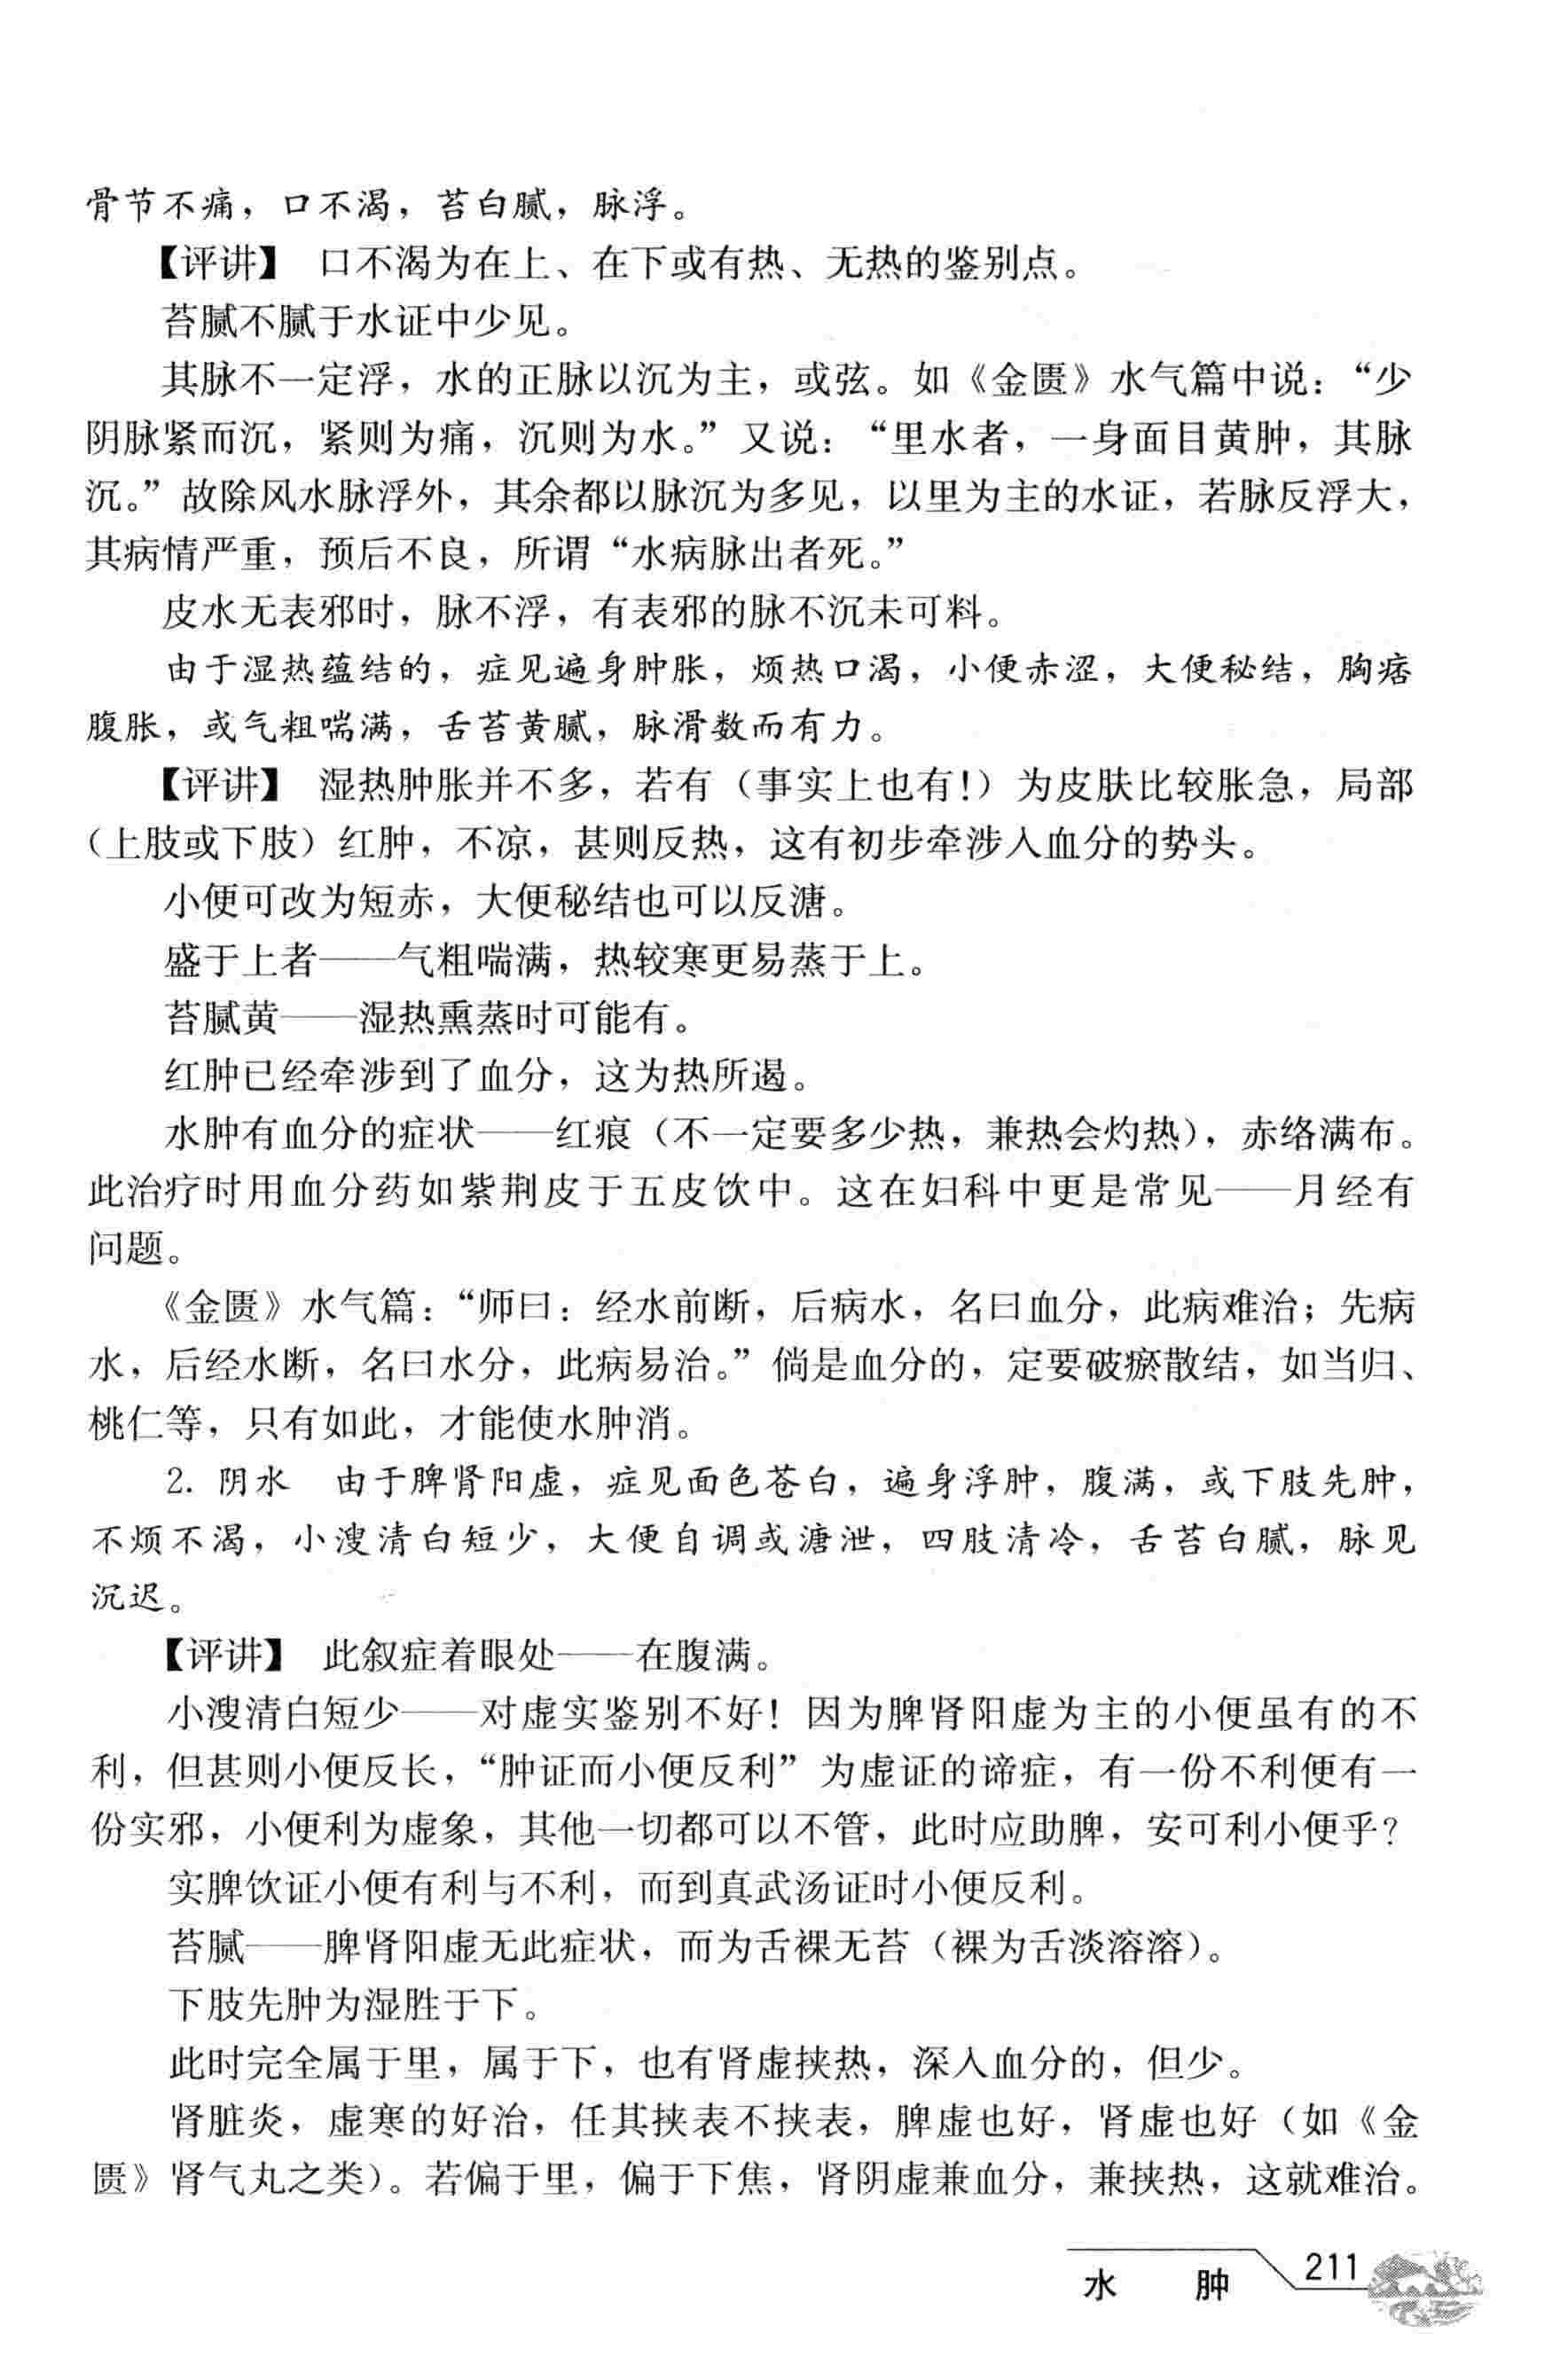 骨节不痛，口不渴，苔白腻，脉浮。
【评讲】 口不渴为在上、在下或有热、无热的鉴别点。
苔腻不腻于水证中少见。
其脉不一定浮，水的正脉以沉为主，或弦。如《金匮》水气篇中说：“少
阴脉紧而沉，紧则为痛，沉则为水。”又说：“里水者，一身面目黄肿，其脉
沉。”故除风水脉浮外，其余都以脉沉为多见，以里为主的水证，若脉反浮大，
其病情严重，预后不良，所谓“水病脉出者死。”
皮水无表邪时，脉不浮，有表邪的脉不沉未可料。
由于湿热蕴结的，症见遍身肿胀，烦热口渴，小便赤涩，大便秘结，胸痞
腹胀，或气粗喘满，舌苔黄腻，脉滑数而有力。
【评讲】 湿热肿胀并不多，若有（事实上也有！）为皮肤比较胀急，局部
（上肢或下肢）红肿，不凉，甚则反热，这有初步牵涉入血分的势头。
小便可改为短赤，大便秘结也可以反溏。
盛于上者——气粗喘满，热较寒更易蒸于上。
苔腻黄——湿热熏蒸时可能有。
红肿已经牵涉到了血分，这为热所遏。
水肿有血分的症状——红痕（不一定要多少热，兼热会灼热），赤络满布。
此治疗时用血分药如紫荆皮于五皮饮中。这在妇科中更是常见——月经有
问题。
《金匮》水气篇：“师曰：经水前断，后病水，名曰血分，此病难治；先病
水，后经水断，名曰水分，此病易治。”倘是血分的，定要破瘀散结，如当归、
桃仁等，只有如此，才能使水肿消。
2. 阴水 由于脾肾阳虚，症见面色苍白，遍身浮肿，腹满，或下肢先肿，
不烦不渴，小溲清白短少，大便自调或溏泄，四肢清冷，舌苔白腻，脉见
沉迟。
【评讲】 此叙症着眼处——在腹满。
小溲清白短少——对虚实鉴别不好！因为脾肾阳虚为主的小便虽有的不
利，但甚则小便反长，“肿证而小便反利”为虚证的谛症，有一份不利便有一
份实邪，小便利为虚象，其他一切都可以不管，此时应助脾，安可利小便乎？
实脾饮证小便有利与不利，而到真武汤证时小便反利。
苔腻——脾肾阳虚无此症状，而为舌裸无苔（裸为舌淡溶溶）。
下肢先肿为湿胜于下。
此时完全属于里，属于下，也有肾虚挟热，深入血分的，但少。
肾脏炎，虚寒的好治，任其挟表不挟表，脾虚也好，肾虚也好（如《金
匮》肾气丸之类）。若偏于里，偏于下焦，肾阴虚兼血分，兼挟热，这就难治。
水 肿 211